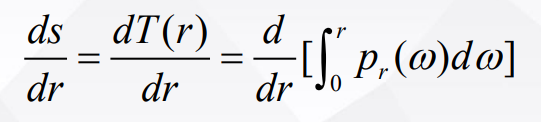 ds/dr = dT(r)/dr = d/dr [∫₀ʳ pᵣ(ω)dω]